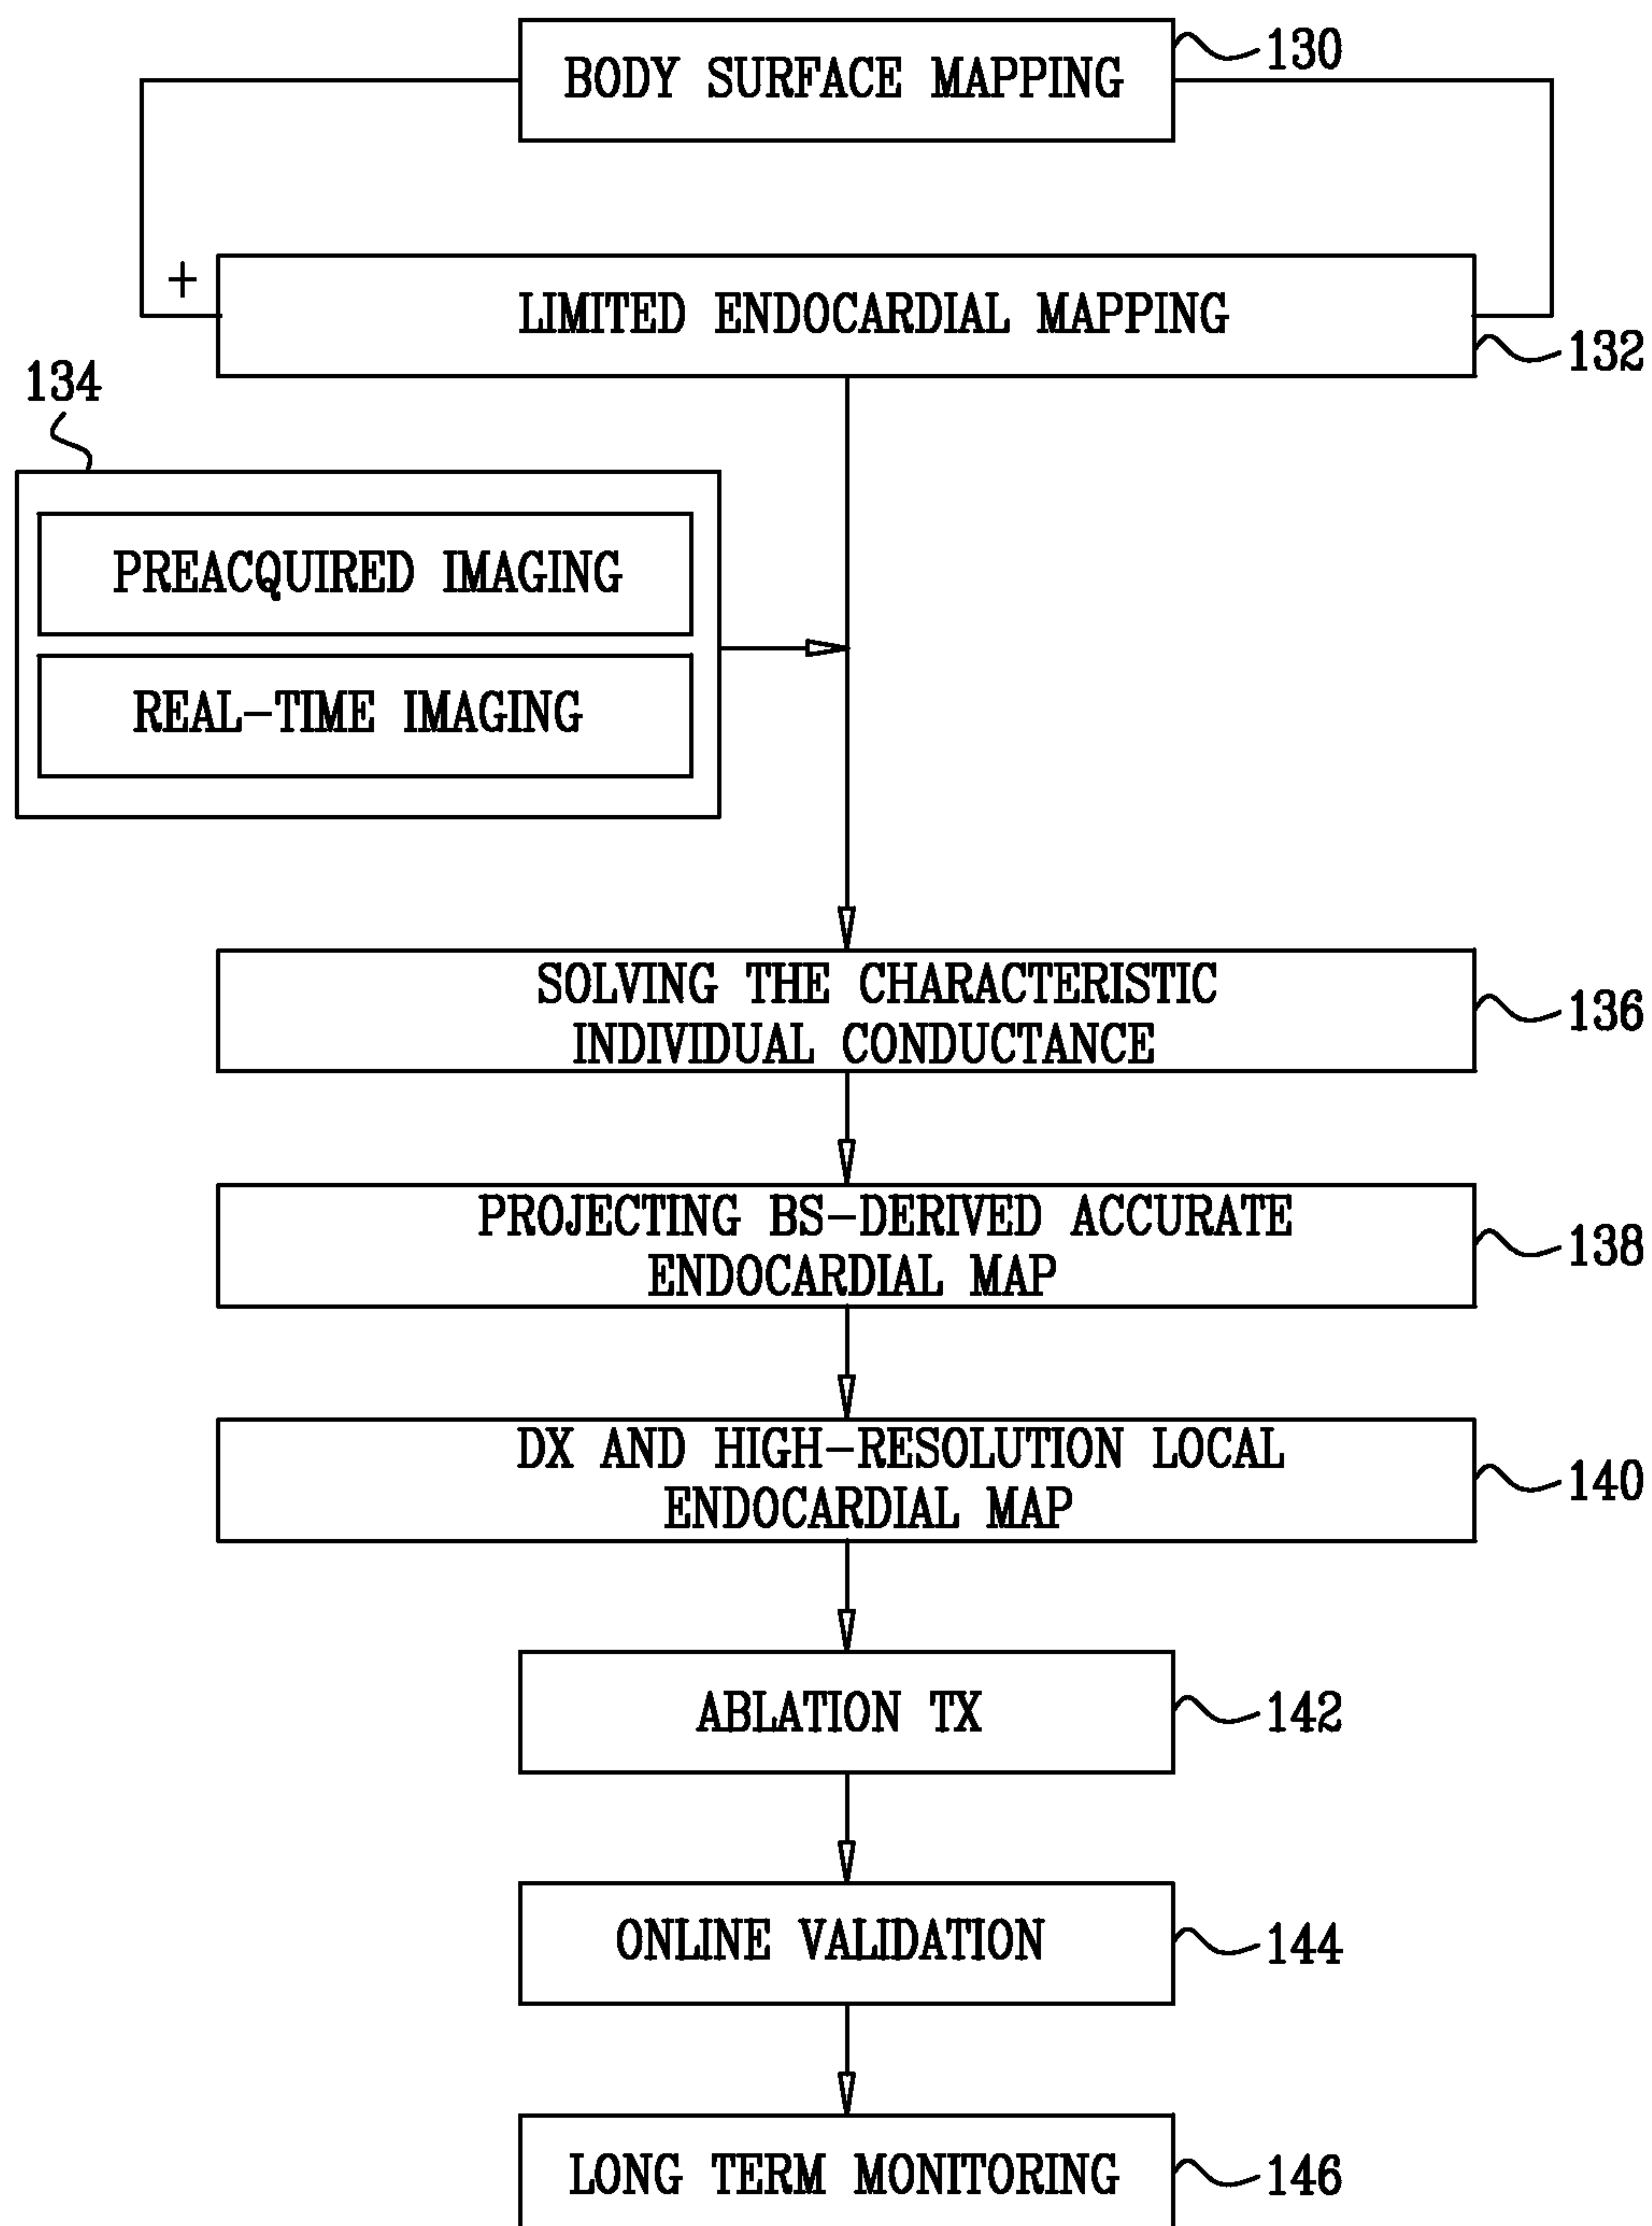 BODY SURFACE MAPPING
130
+
LIMITED ENDOCARDIAL MAPPING
132
134
PREACQUIRED IMAGING
REAL-TIME IMAGING
SOLVING THE CHARACTERISTIC
INDIVIDUAL CONDUCTANCE
136
PROJECTING BS-DERIVED ACCURATE
ENDOCARDIAL MAP
138
DX AND HIGH-RESOLUTION LOCAL
ENDOCARDIAL MAP
140
ABLATION TX
142
ONLINE VALIDATION
144
LONG TERM MONITORING
146